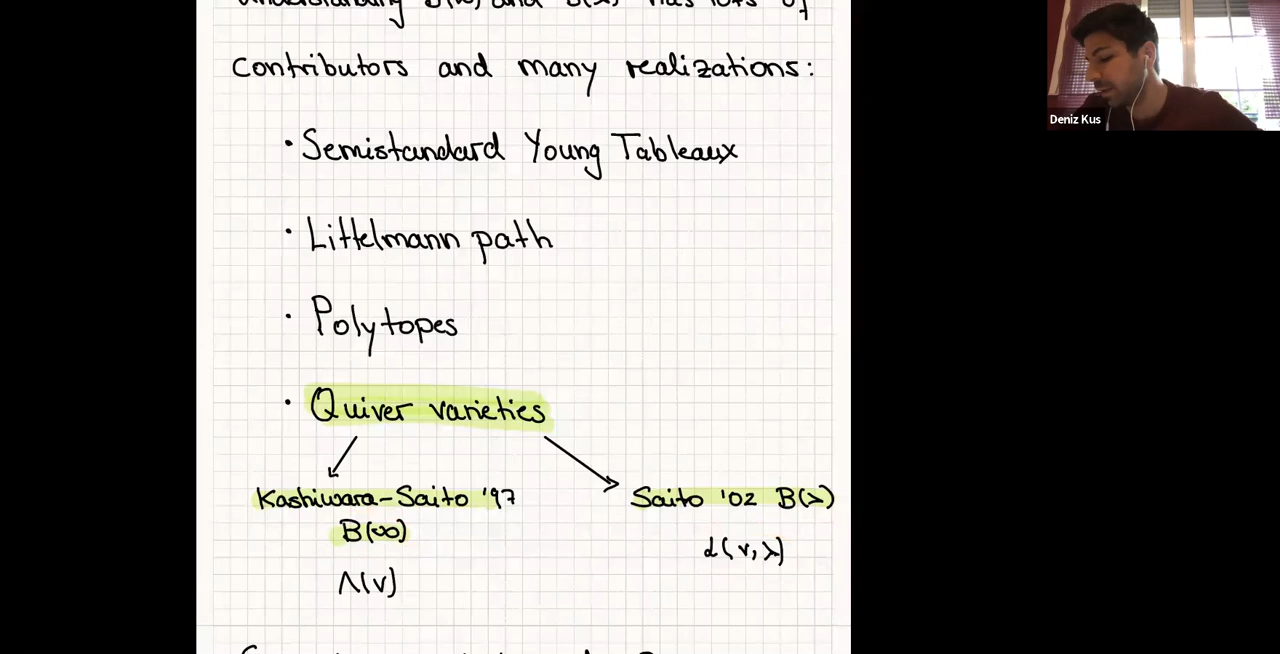 and
contributors and many realizations:
Deniz Kus
• Semistandard Young Tableaux
• Littelmann path
• Polytopes
• Quiver varieties
Kashiwara-Saito '97
Saito '02 B(λ)
B(∞)
L(v,λ)
Λ(v)